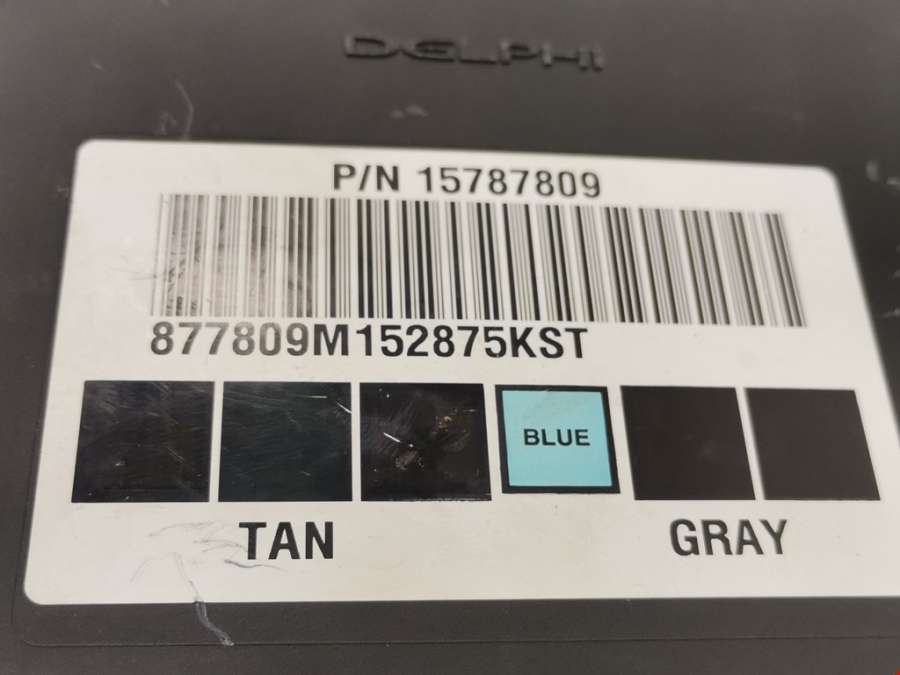 DELPHI
P/N 15787809
877809M152875KST
BLUE
TAN GRAY